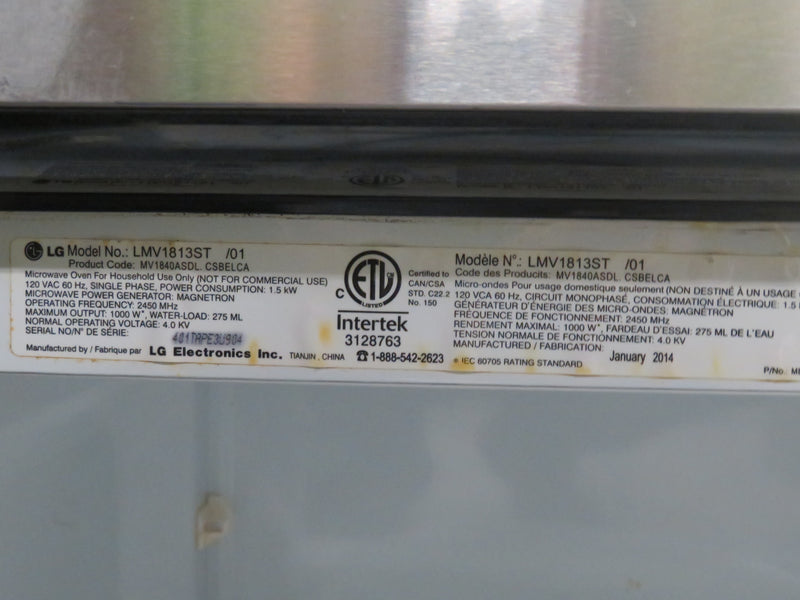 LG Model No.: LMV1813ST /01
Product Code: MV1840ASDL. CSBELCA
Microwave Oven For Household Use Only (NOT FOR COMMERCIAL USE)
120 VAC 60 Hz, SINGLE PHASE, POWER CONSUMPTION: 1.5 kW
MICROWAVE POWER GENERATOR: MAGNETRON
OPERATING FREQUENCY: 2450 MHz
MAXIMUM OUTPUT: 1000 W*, WATER-LOAD: 275 ML
NORMAL OPERATING VOLTAGE: 4.0 KV
SERIAL NO/N° DE SÉRIE:
401TAPE3U904
Manufactured by / Fabrique par LG Electronics Inc. TIANJIN, CHINA ☎1-888-542-2623
C ETL
LISTED
Intertek
3128763
Certified to
CAN/CSA
STD. C22.2
No. 150
Modèle N°.: LMV1813ST /01
Code des Produits: MV1840ASDL. CSBELCA
Micro-ondes Pour usage domestique seulement (NON DESTINÉ À UN USAGE
120 VCA 60 Hz, CIRCUIT MONOPHASÉ, CONSOMMATION ÉLECTRIQUE: 1.5
GÉNÉRATEUR D'ÉNERGIE DES MICRO-ONDES: MAGNÉTRON
FRÉQUENCE DE FONCTIONNEMENT: 2450 MHz
RENDEMENT MAXIMAL: 1000 W*, FARDEAU D'ESSAI: 275 ML DE L'EAU
TENTION NORMALE DE FONCTIONNEMENT: 4.0 KV
MANUFACTURED / FABRICATION: January 2014
* IEC 60705 RATING STANDARD
P/No.